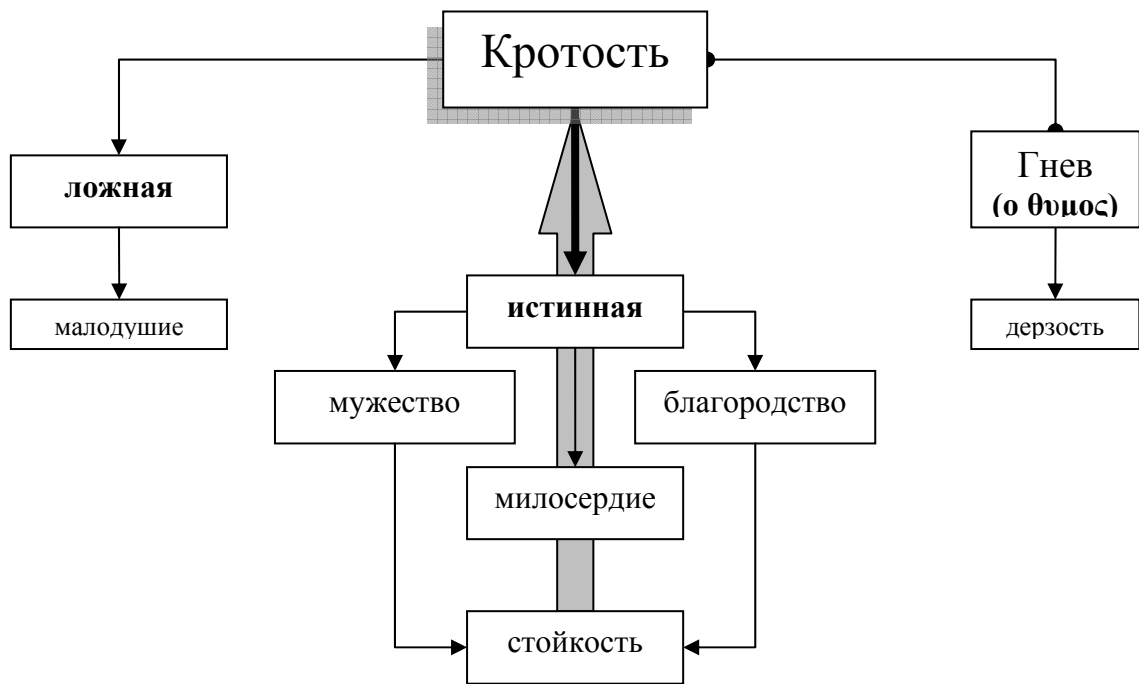 Кротость
ложная
Гнев
(ο θυμος)
малодушие
истинная
дерзость
мужество
благородство
милосердие
стойкость